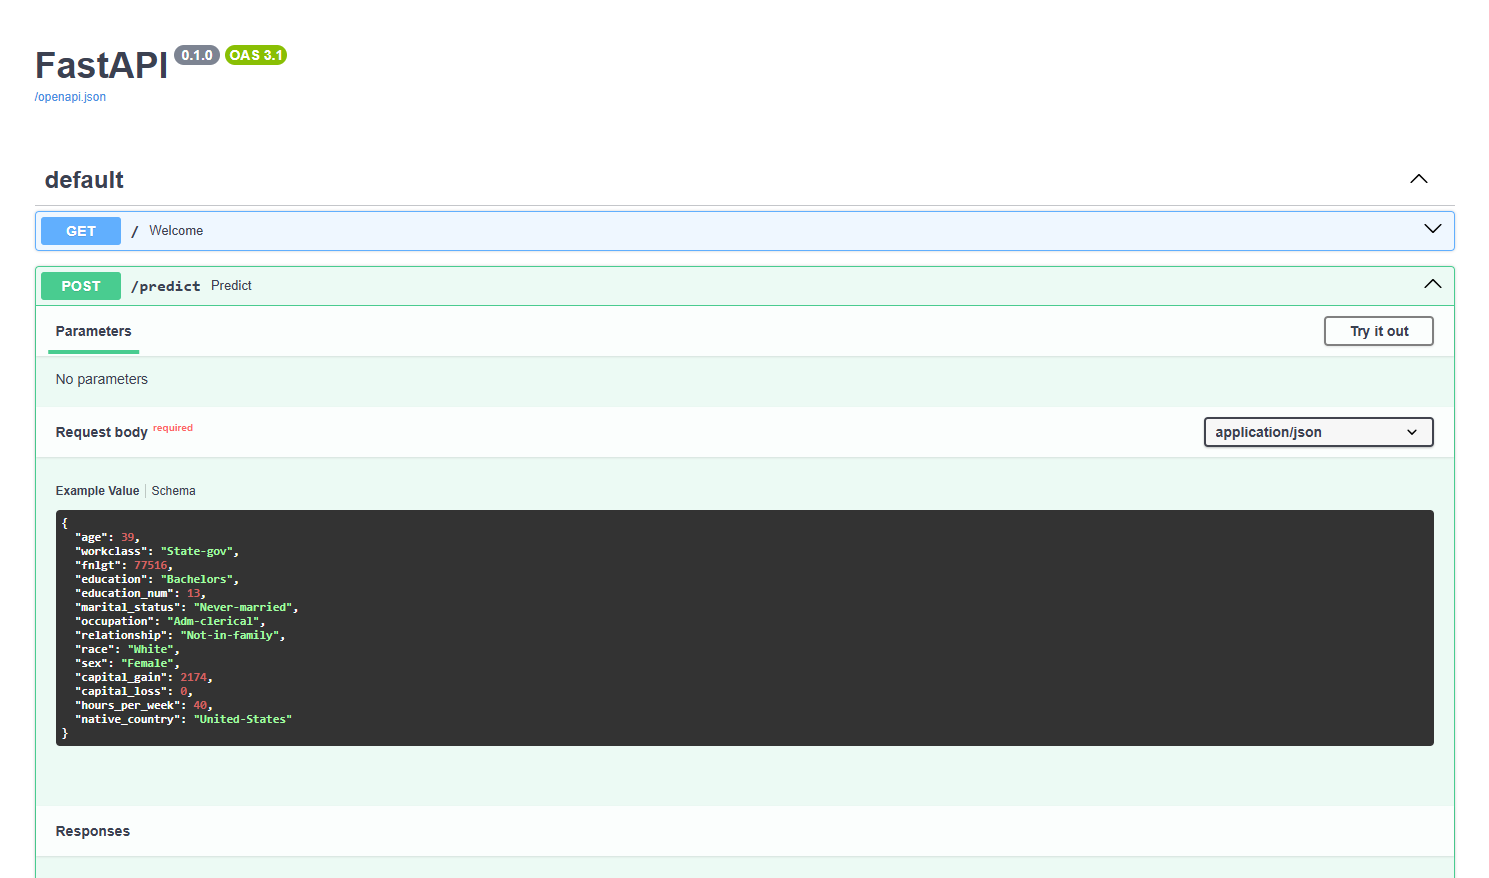 FastAPI 0.1.0 OAS 3.1
/openapi.json
default
GET / Welcome
POST /predict Predict
Parameters
Try it out
No parameters
Request body required
application/json
Example Value | Schema
{
  "age": 39,
  "workclass": "State-gov",
  "fnlgt": 77516,
  "education": "Bachelors",
  "education_num": 13,
  "marital_status": "Never-married",
  "occupation": "Adm-clerical",
  "relationship": "Not-in-family",
  "race": "White",
  "sex": "Female",
  "capital_gain": 2174,
  "capital_loss": 0,
  "hours_per_week": 40,
  "native_country": "United-States"
}
Responses